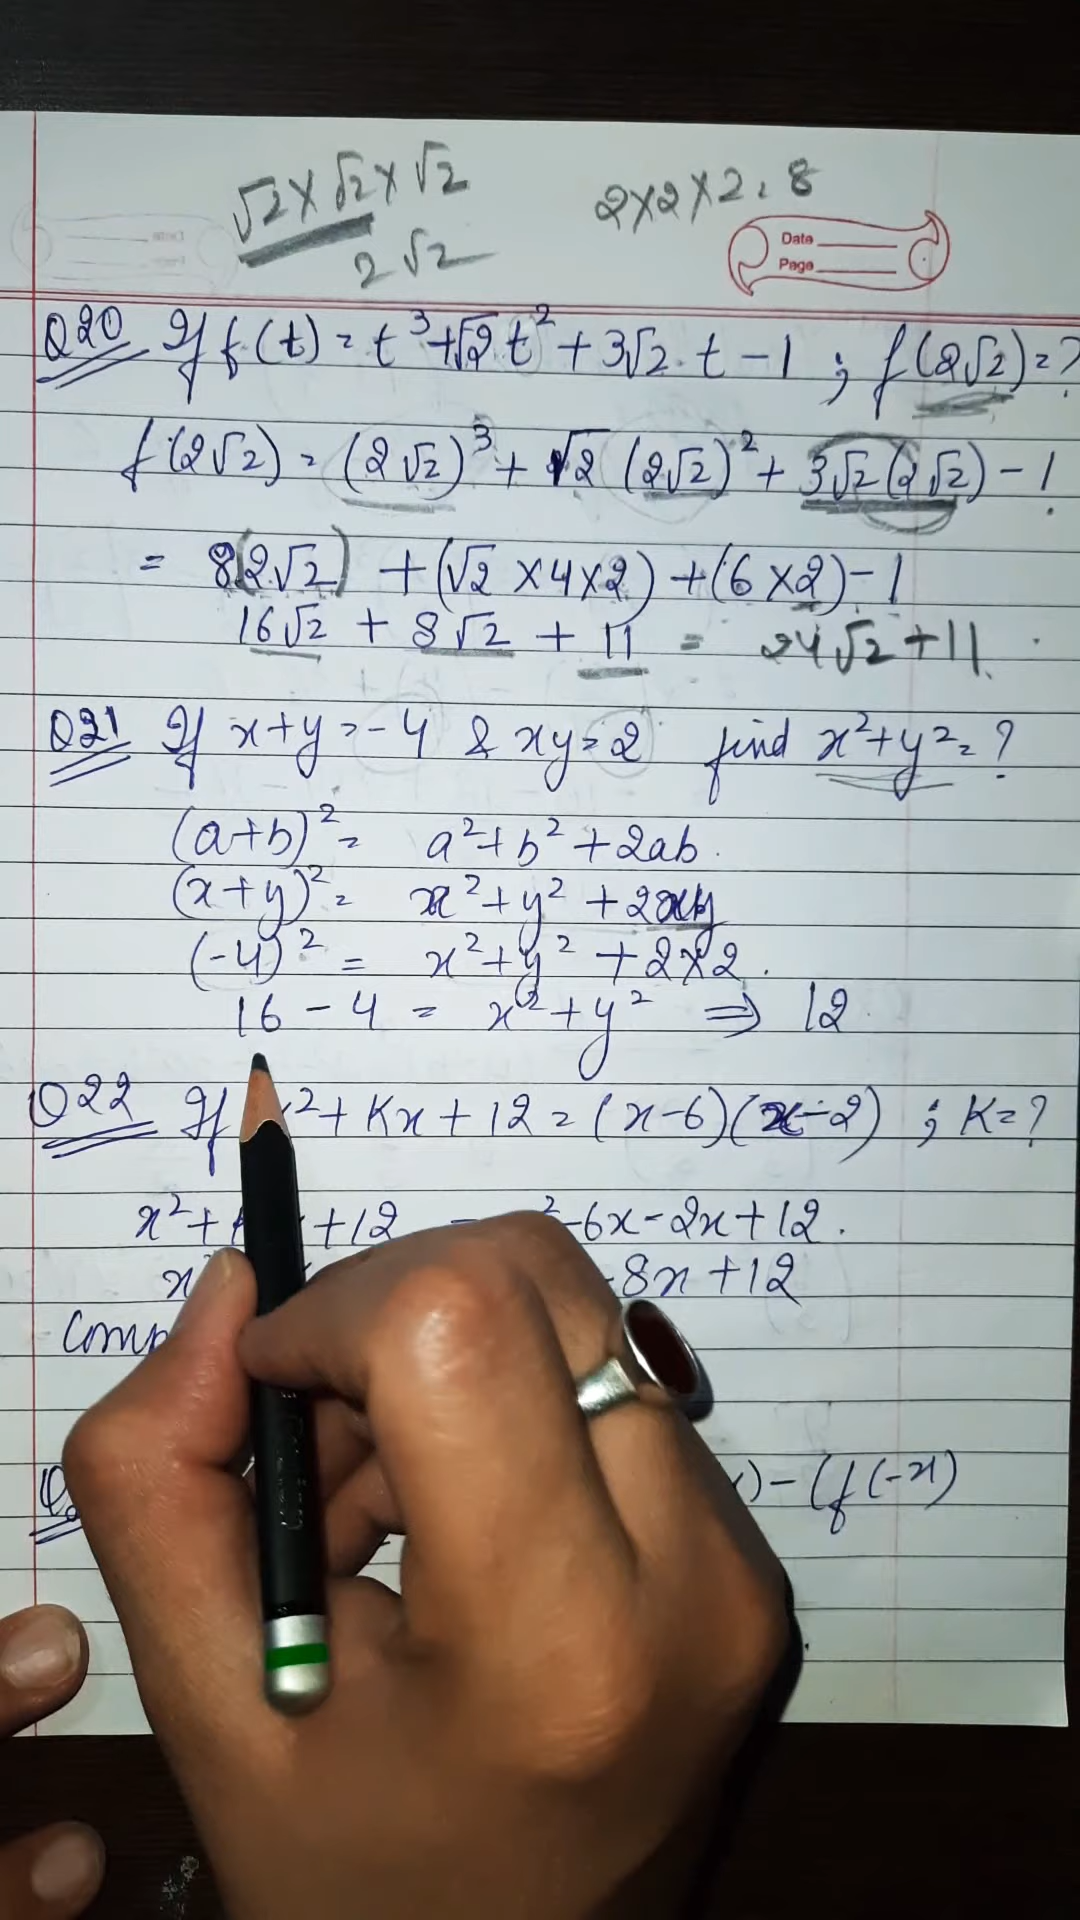 √2 × √2 × √2
2√2
2×2×2 = 8
Date
Page
Q20 If f(t) = t³+√2 t² + 3√2. t - 1 ; f(2√2) = ?
f(2√2) = (2√2)³ + √2 (2√2)² + 3√2(2√2) - 1
= 8(2√2) + (√2 ×4×2) + (6×2) - 1
16√2 + 8√2 + 11 = 24√2 + 11
Q21 If x+y = -4 & xy = 2 find x²+y² = ?
(a+b)² = a²+b²+2ab.
(x+y)² = x²+y²+2xy
(-4)² = x²+y² + 2×2.
16 - 4 = x²+y² ⇒ 12
Q22 If ²+Kx+12 = (x-6)(x-2) ; K = ?
x²+ +12 = ²-6x-2x+12.
x -8x+12
) - (f(-x)